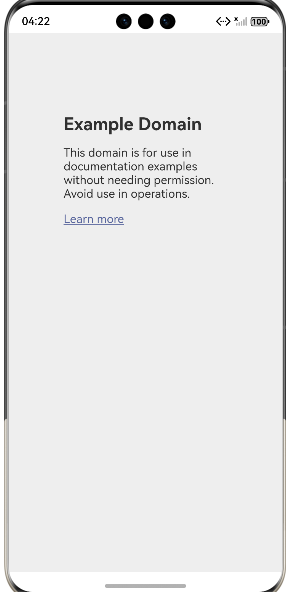 04:22
100
Example Domain
This domain is for use in
documentation examples
without needing permission.
Avoid use in operations.
Learn more